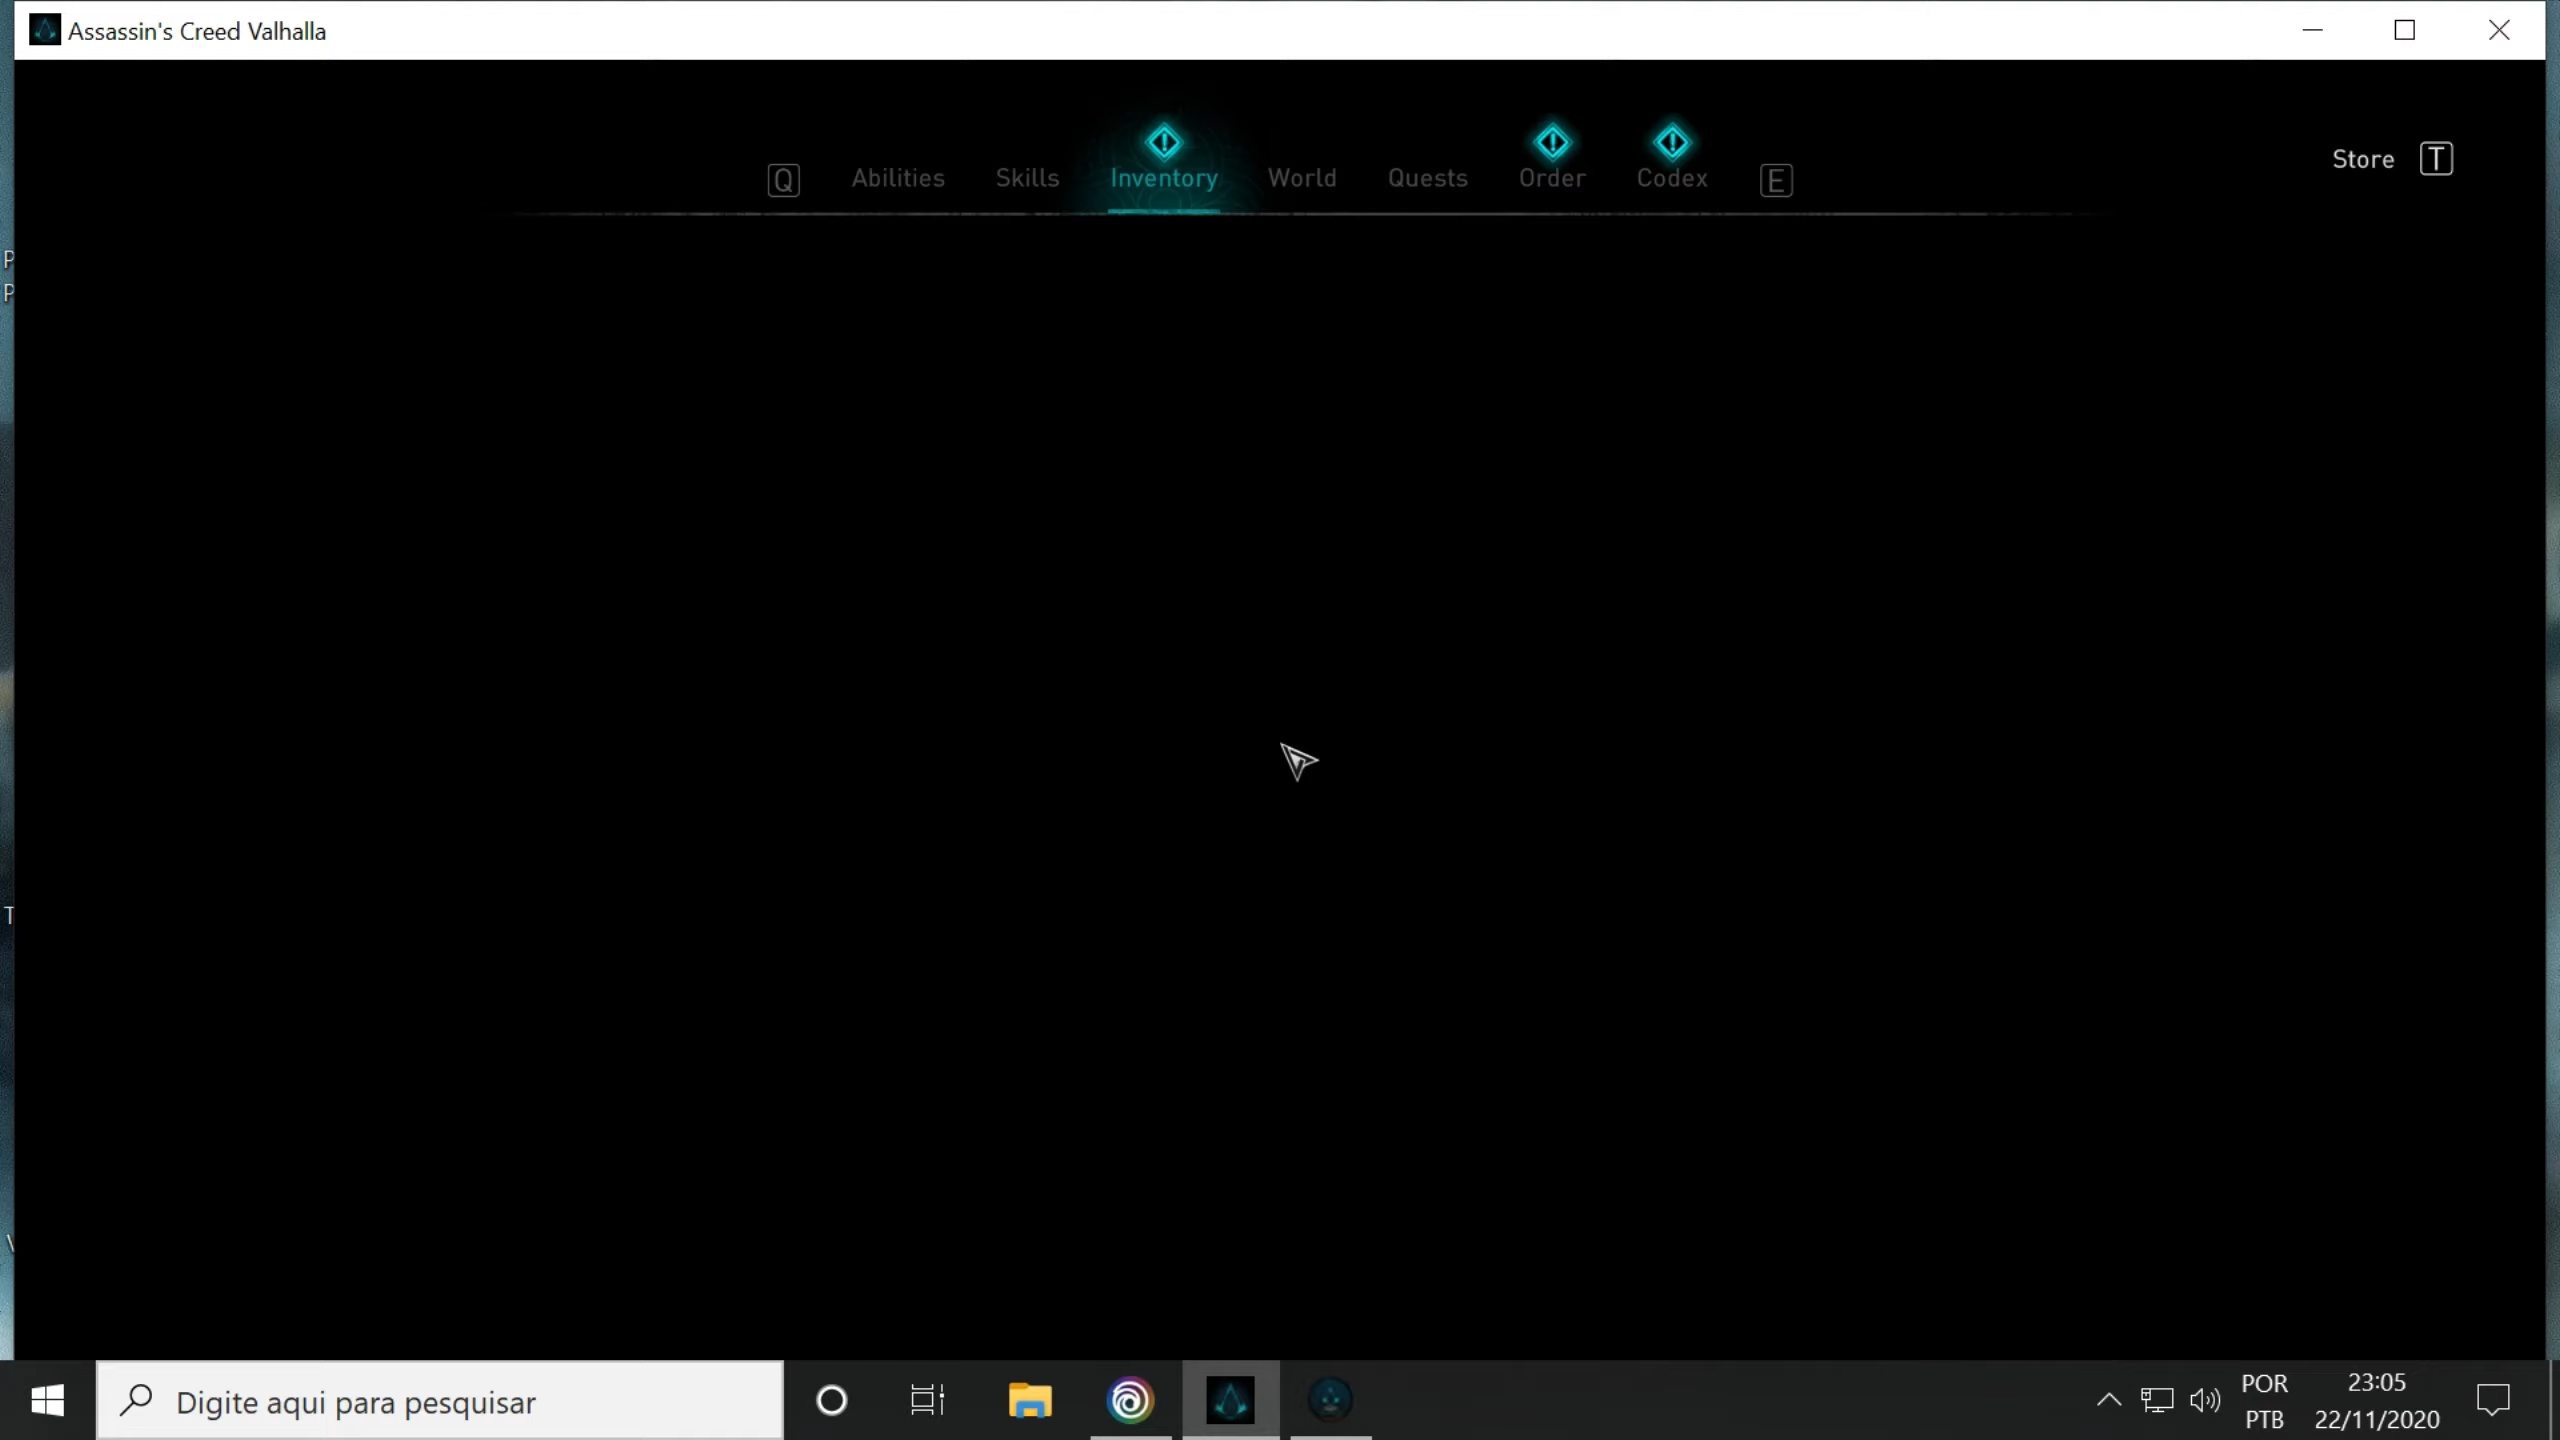 Assassin's Creed Valhalla
Q Abilities Skills Inventory World Quests Order Codex E
Store T
P
P
T
Digite aqui para pesquisar
POR
PTB
23:05
22/11/2020